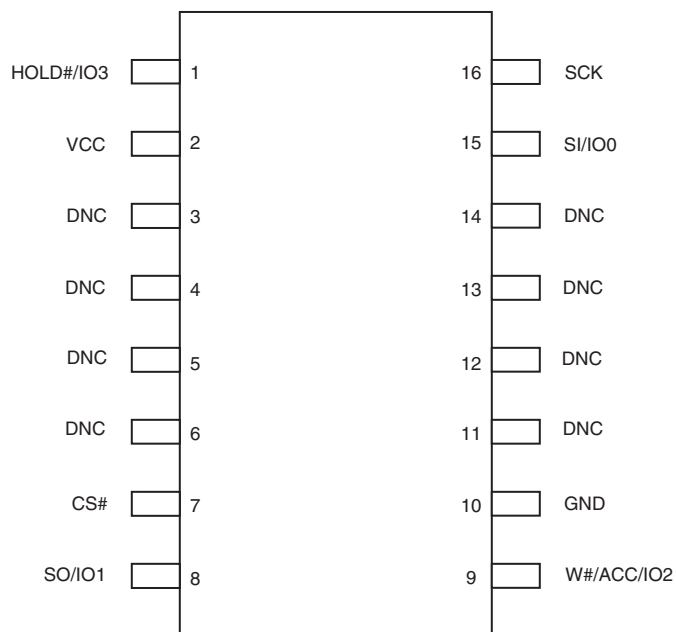 HOLD#/IO3 1 16 SCK
VCC 2 15 SI/IO0
DNC 3 14 DNC
DNC 4 13 DNC
DNC 5 12 DNC
DNC 6 11 DNC
CS# 7 10 GND
SO/IO1 8 9 W#/ACC/IO2